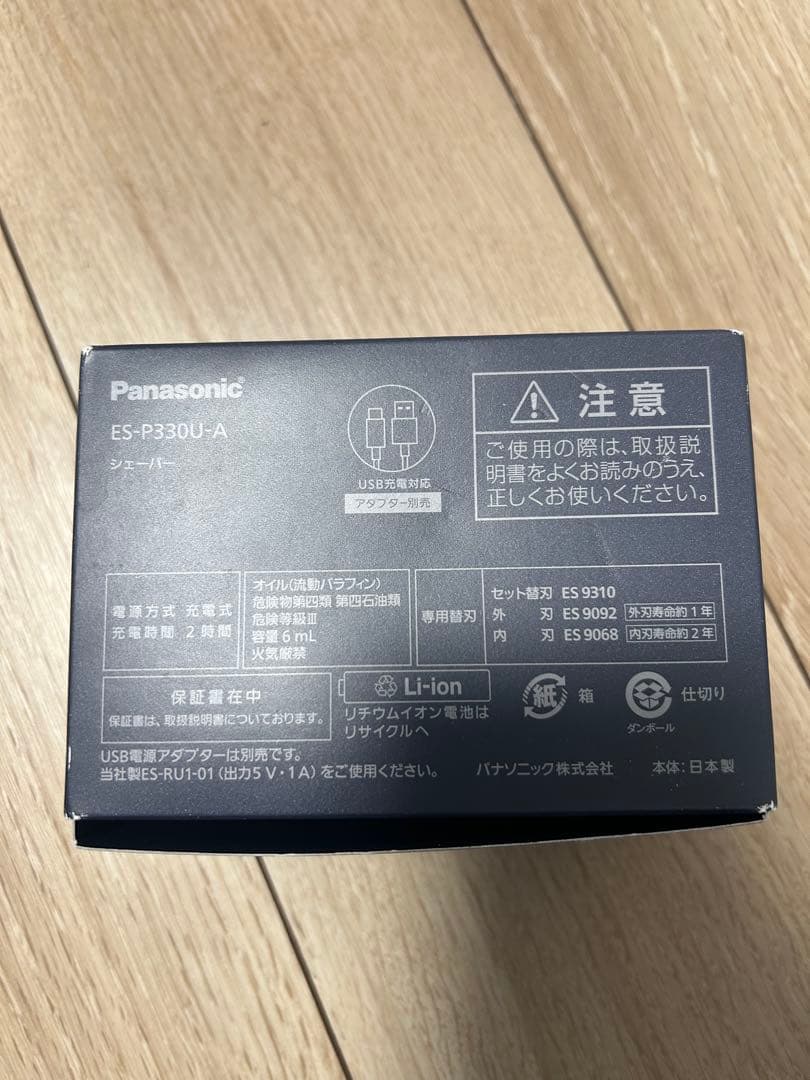 Panasonic
ES-P330U-A
シェーバー
USB充電対応
アダプター別売
注意
ご使用の際は、取扱説
明書をよくお読みのうえ、
正しくお使いください。
電源方式 充電式
充電時間 2時間
オイル(流動パラフィン)
危険物第四類 第四石油類
危険等級Ⅲ
容量 6 mL
火気厳禁
専用替刃
セット替刃 ES 9310
外 刃 ES 9092 外刃寿命約1年
内 刃 ES 9068 内刃寿命約2年
保証書在中
保証書は、取扱説明書についております。
Li-ion
リチウムイオン電池は
リサイクルへ
紙 箱
ダンボール 仕切り
USB電源アダプターは別売です。
当社製ES-RU1-01(出力5 V・1 A)をご使用ください。
パナソニック株式会社 本体:日本製